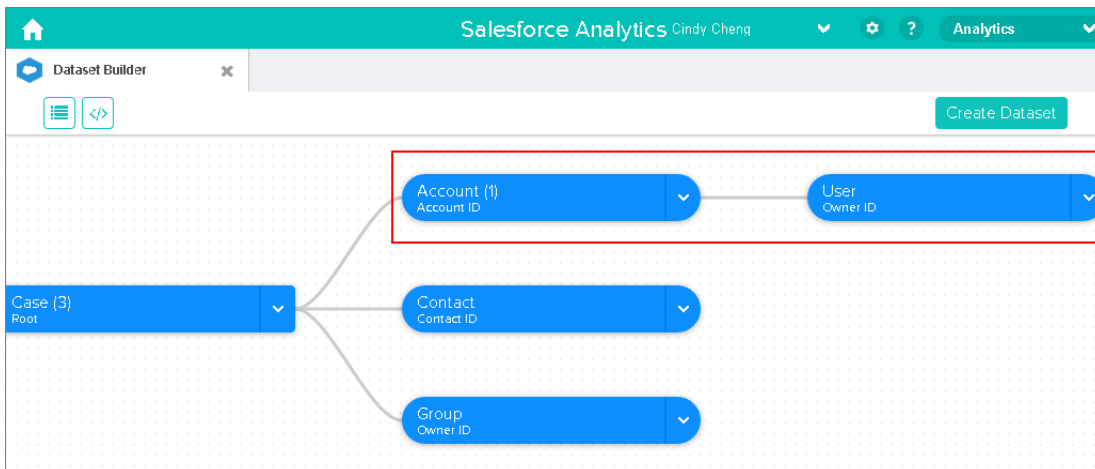 Salesforce Analytics Cindy Cheng ? Analytics
Dataset Builder
</> Create Dataset
Account (1)
Account ID
User
Owner ID
Case (3)
Root
Contact
Contact ID
Group
Owner ID